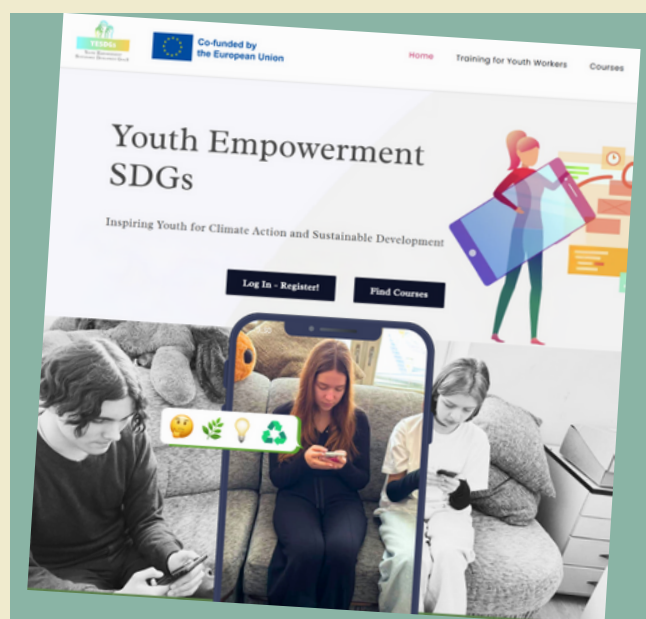 YESDGs
Co-funded by
the European Union
Home
Training for Youth Workers
Courses
Youth Empowerment
SDGs
Inspiring Youth for Climate Action and Sustainable Development
Log In - Register!
Find Courses